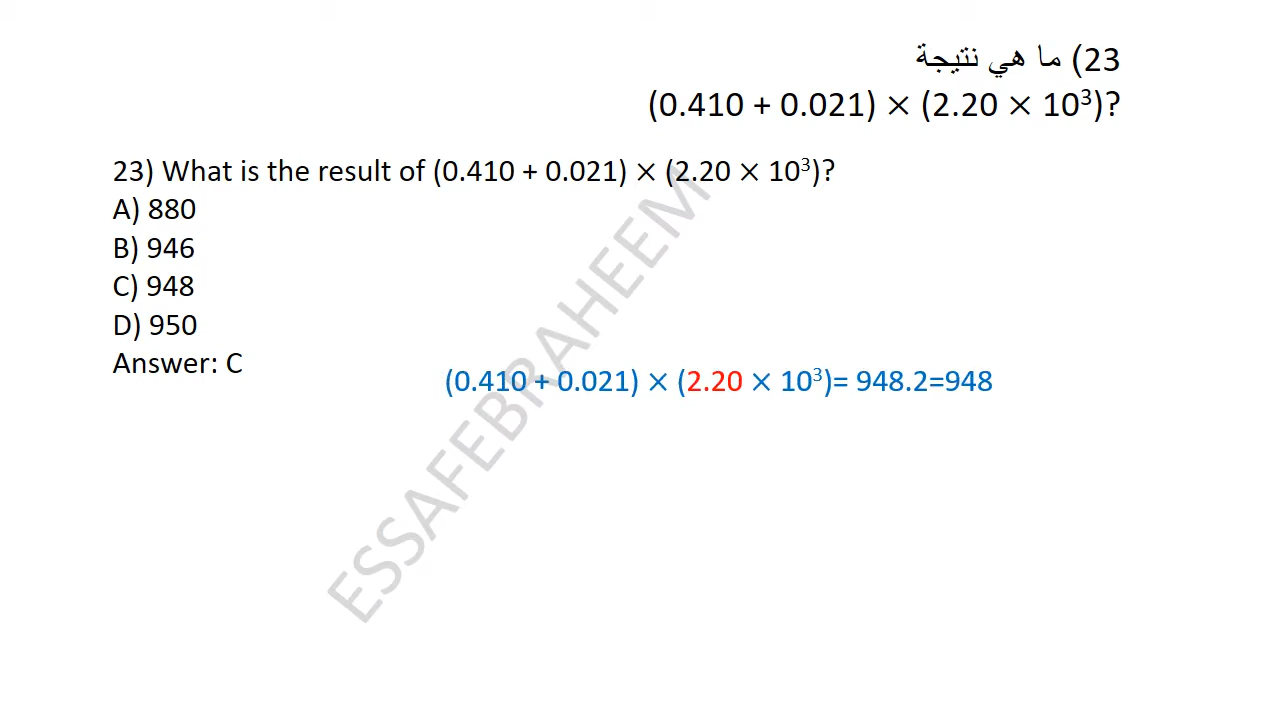 23) ما هي نتيجة
(0.410 + 0.021) × (2.20 × 10³)?
23) What is the result of (0.410 + 0.021) × (2.20 × 10³)?
A) 880
B) 946
C) 948
D) 950
Answer: C
(0.410 + 0.021) × (2.20 × 10³)= 948.2=948
ESSAFEBRAHEEM